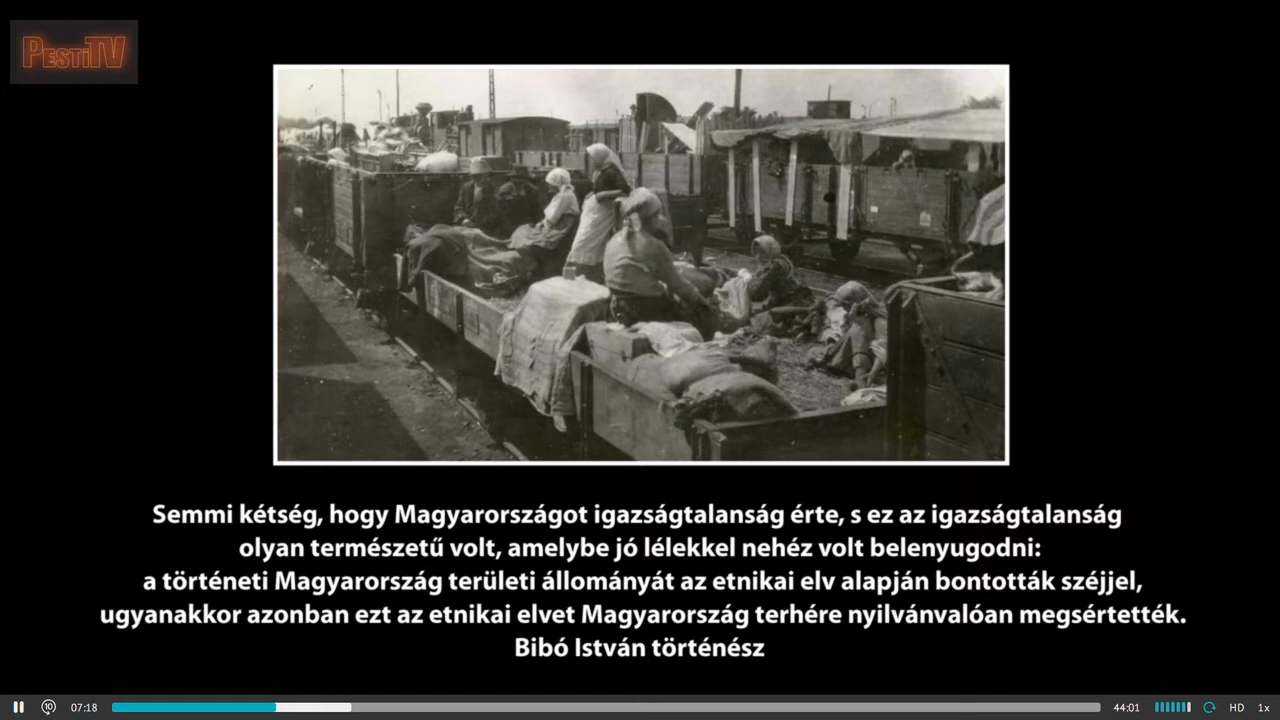 PESTiTV
Semmi kétség, hogy Magyarországot igazságtalanság érte, s ez az igazságtalanság
olyan természetű volt, amelybe jó lélekkel nehéz volt belenyugodni:
a történeti Magyarország területi állományát az etnikai elv alapján bontották széjjel,
ugyanakkor azonban ezt az etnikai elvet Magyarország terhére nyilvánvalóan megsértették.
Bibó István történész
10 07:18 44:01 HD 1x